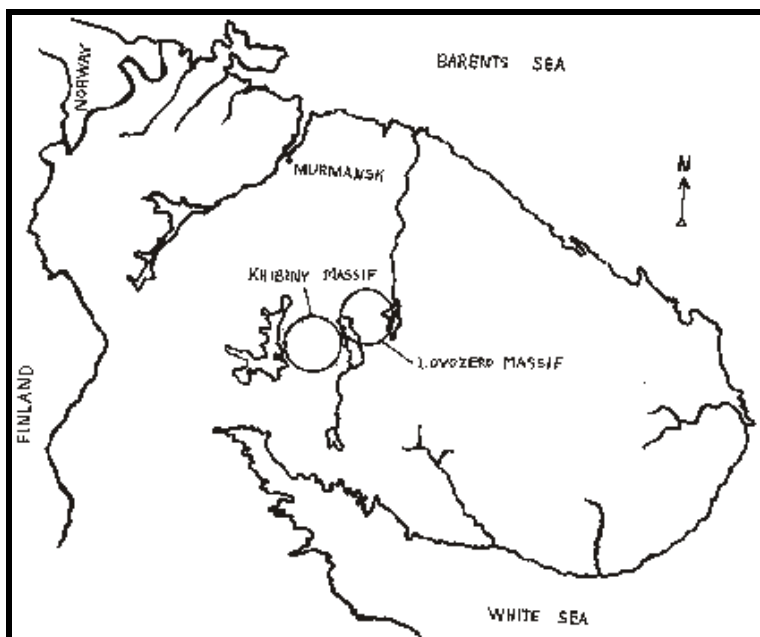 BARENTS SEA
NORWAY
N
MURMANSK
KHIBINY MASSIF
LOVOZERO MASSIF
FINLAND
WHITE SEA